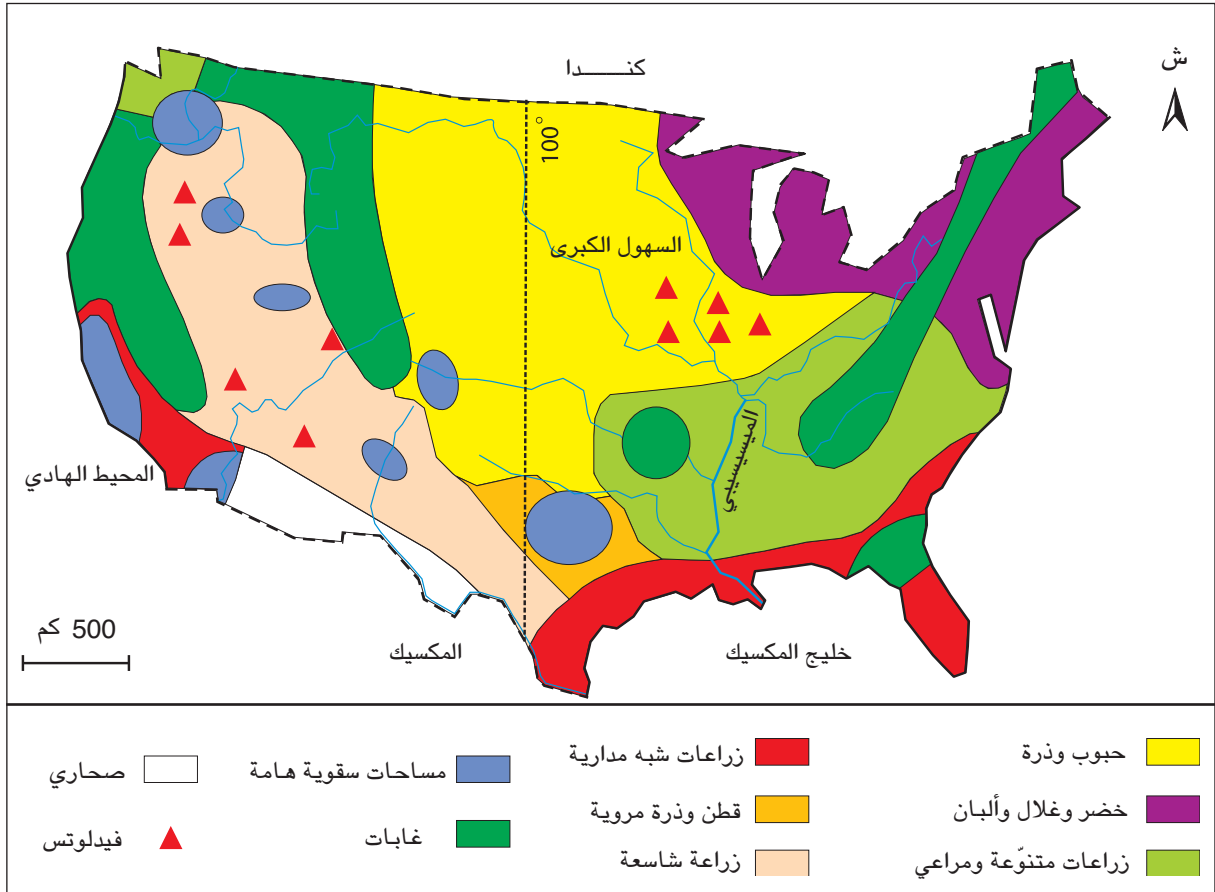 كنــــدا
ش
100°
السهول الكبرى
الميسيسيبي
المحيط الهادي
500 كم
المكسيك
خليج المكسيك
حبوب وذرة
خضر وغلال وألبان
زراعات متنوّعة ومراعي
زراعات شبه مدارية
قطن وذرة مروية
زراعة شاسعة
مساحات سقوية هامة
غابات
صحاري
فيدلوتس